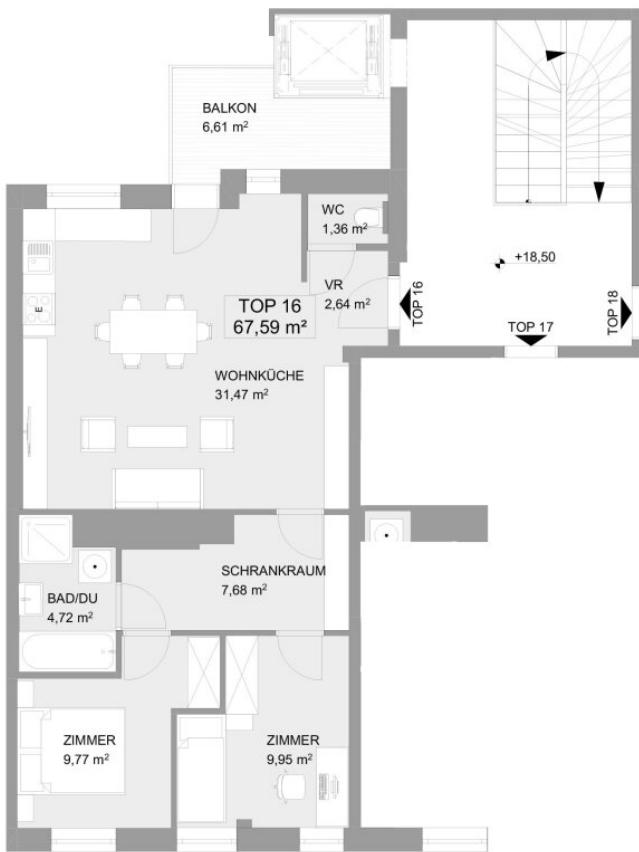 BALKON
6,61 m²
WC
1,36 m²
+18,50
VR
2,64 m²
TOP 16
TOP 16
67,59 m²
TOP 17
TOP 18
E
WOHNKÜCHE
31,47 m²
SCHRANKRAUM
7,68 m²
BAD/DU
4,72 m²
ZIMMER
9,77 m²
ZIMMER
9,95 m²